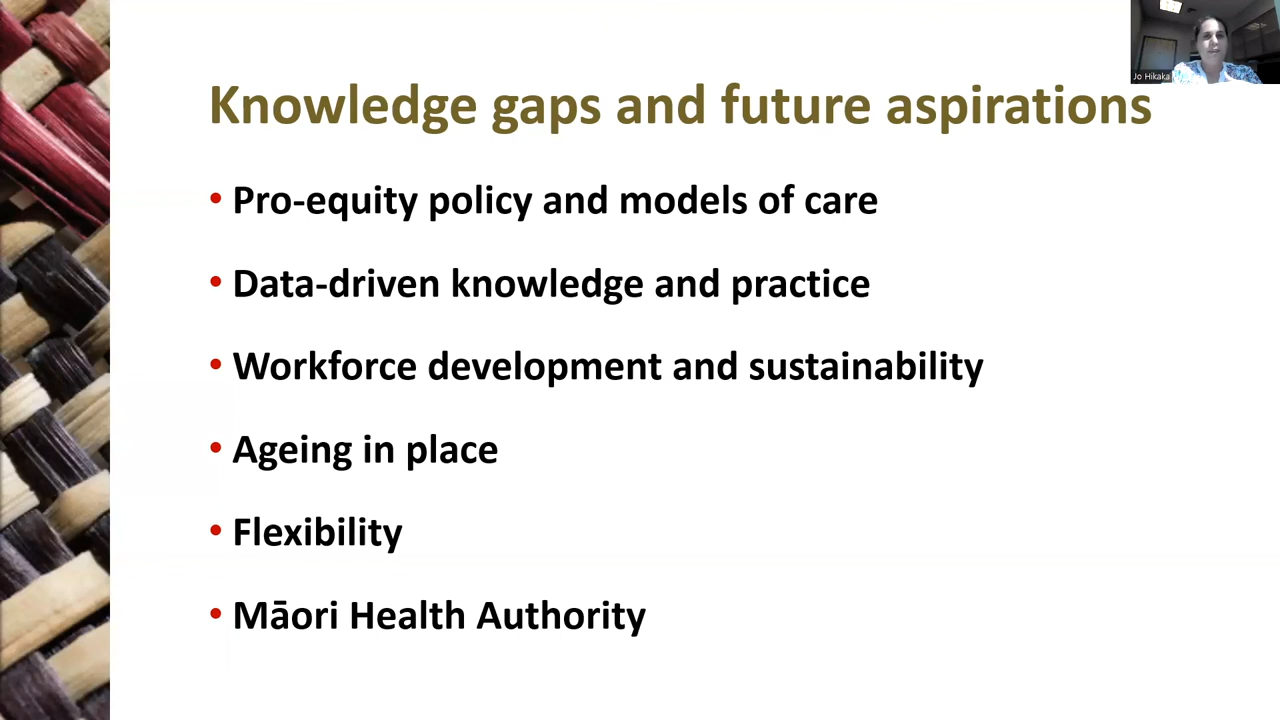 Jo Hikaka
Knowledge gaps and future aspirations
• Pro-equity policy and models of care
• Data-driven knowledge and practice
• Workforce development and sustainability
• Ageing in place
• Flexibility
• Māori Health Authority